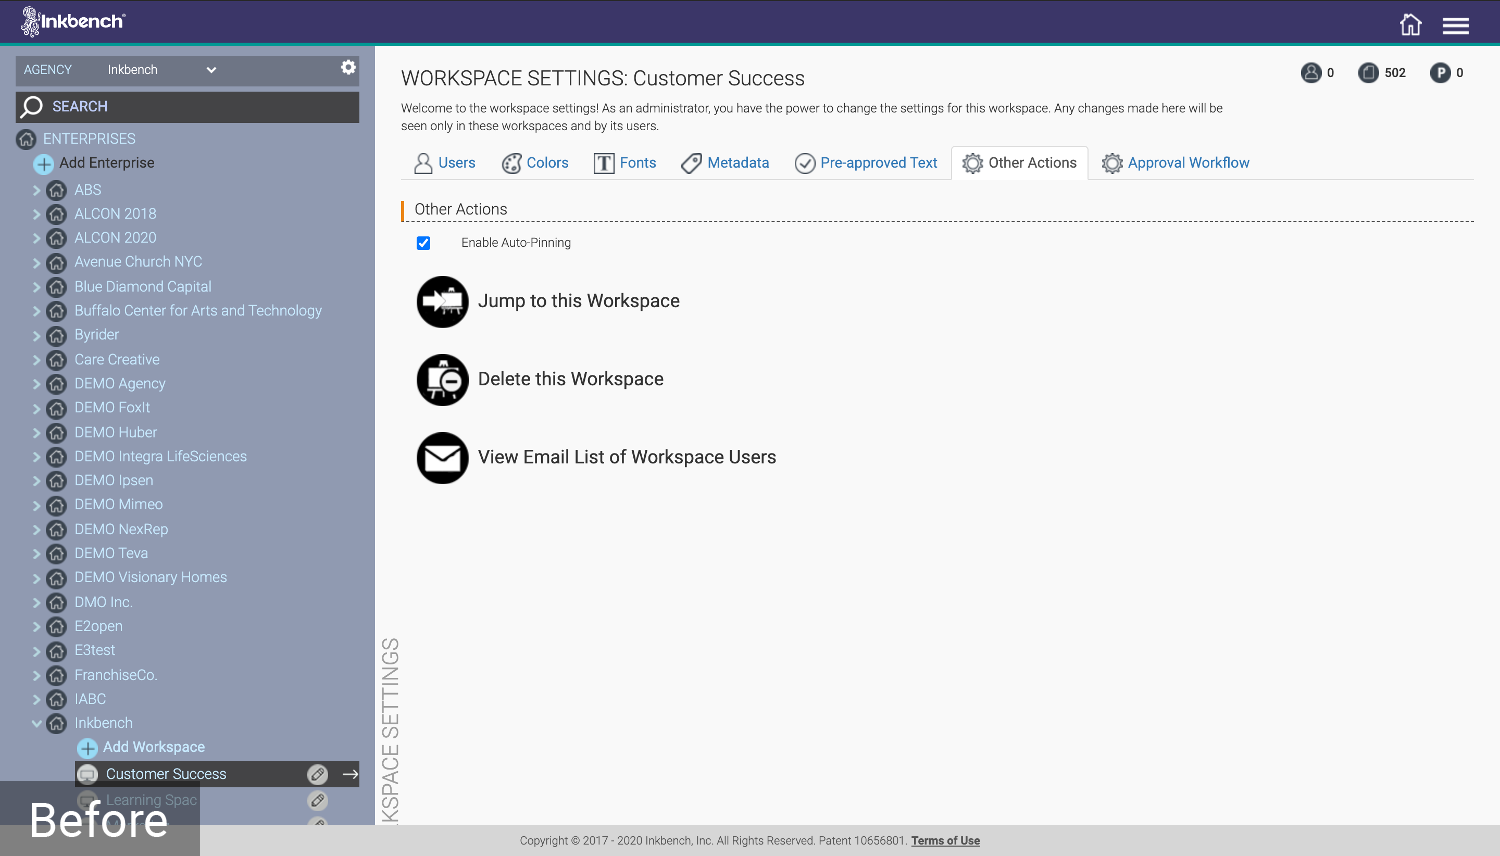 Inkbench®
AGENCY Inkbench
SEARCH
ENTERPRISES
Add Enterprise
ABS
ALCON 2018
ALCON 2020
Avenue Church NYC
Blue Diamond Capital
Buffalo Center for Arts and Technology
Byrider
Care Creative
DEMO Agency
DEMO FoxIt
DEMO Huber
DEMO Integra LifeSciences
DEMO Ipsen
DEMO Mimeo
DEMO NexRep
DEMO Teva
DEMO Visionary Homes
DMO Inc.
E2open
E3test
FranchiseCo.
IABC
Inkbench
Add Workspace
Customer Success
Learning Spac
Before
WORKSPACE SETTINGS: Customer Success
0 502 P 0
Welcome to the workspace settings! As an administrator, you have the power to change the settings for this workspace. Any changes made here will be
seen only in these workspaces and by its users.
Users Colors T Fonts Metadata Pre-approved Text Other Actions Approval Workflow
Other Actions
Enable Auto-Pinning
Jump to this Workspace
Delete this Workspace
View Email List of Workspace Users
KSPACE SETTINGS
Copyright © 2017 - 2020 Inkbench, Inc. All Rights Reserved. Patent 10656801. Terms of Use